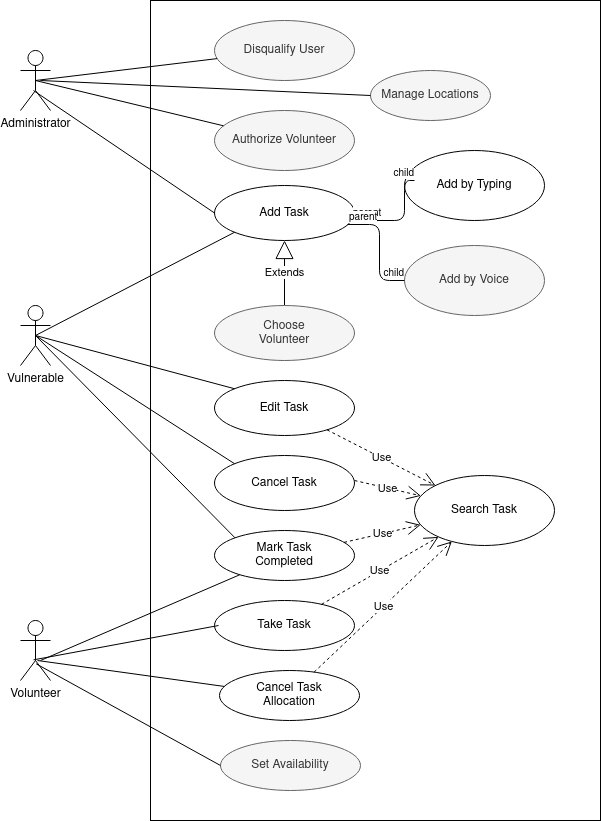 Disqualify User
Manage Locations
Administrator
Authorize Volunteer
child
Add by Typing
Add Task
parent
Extends
child
Add by Voice
Choose
Volunteer
Vulnerable
Edit Task
Use
Cancel Task
Use
Search Task
Use
Mark Task
Completed
Use
Take Task
Use
Volunteer
Cancel Task
Allocation
Set Availability